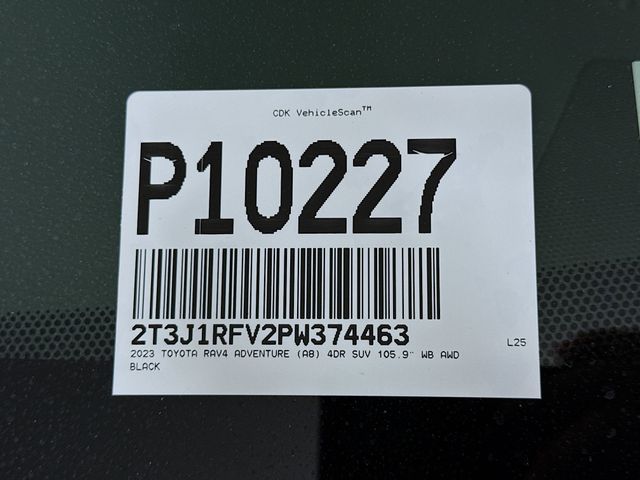 CDK VehicleScan™
P10227
2T3J1RFV2PW374463
2023 TOYOTA RAV4 ADVENTURE (A8) 4DR SUV 105.9" WB AWD
BLACK
L25